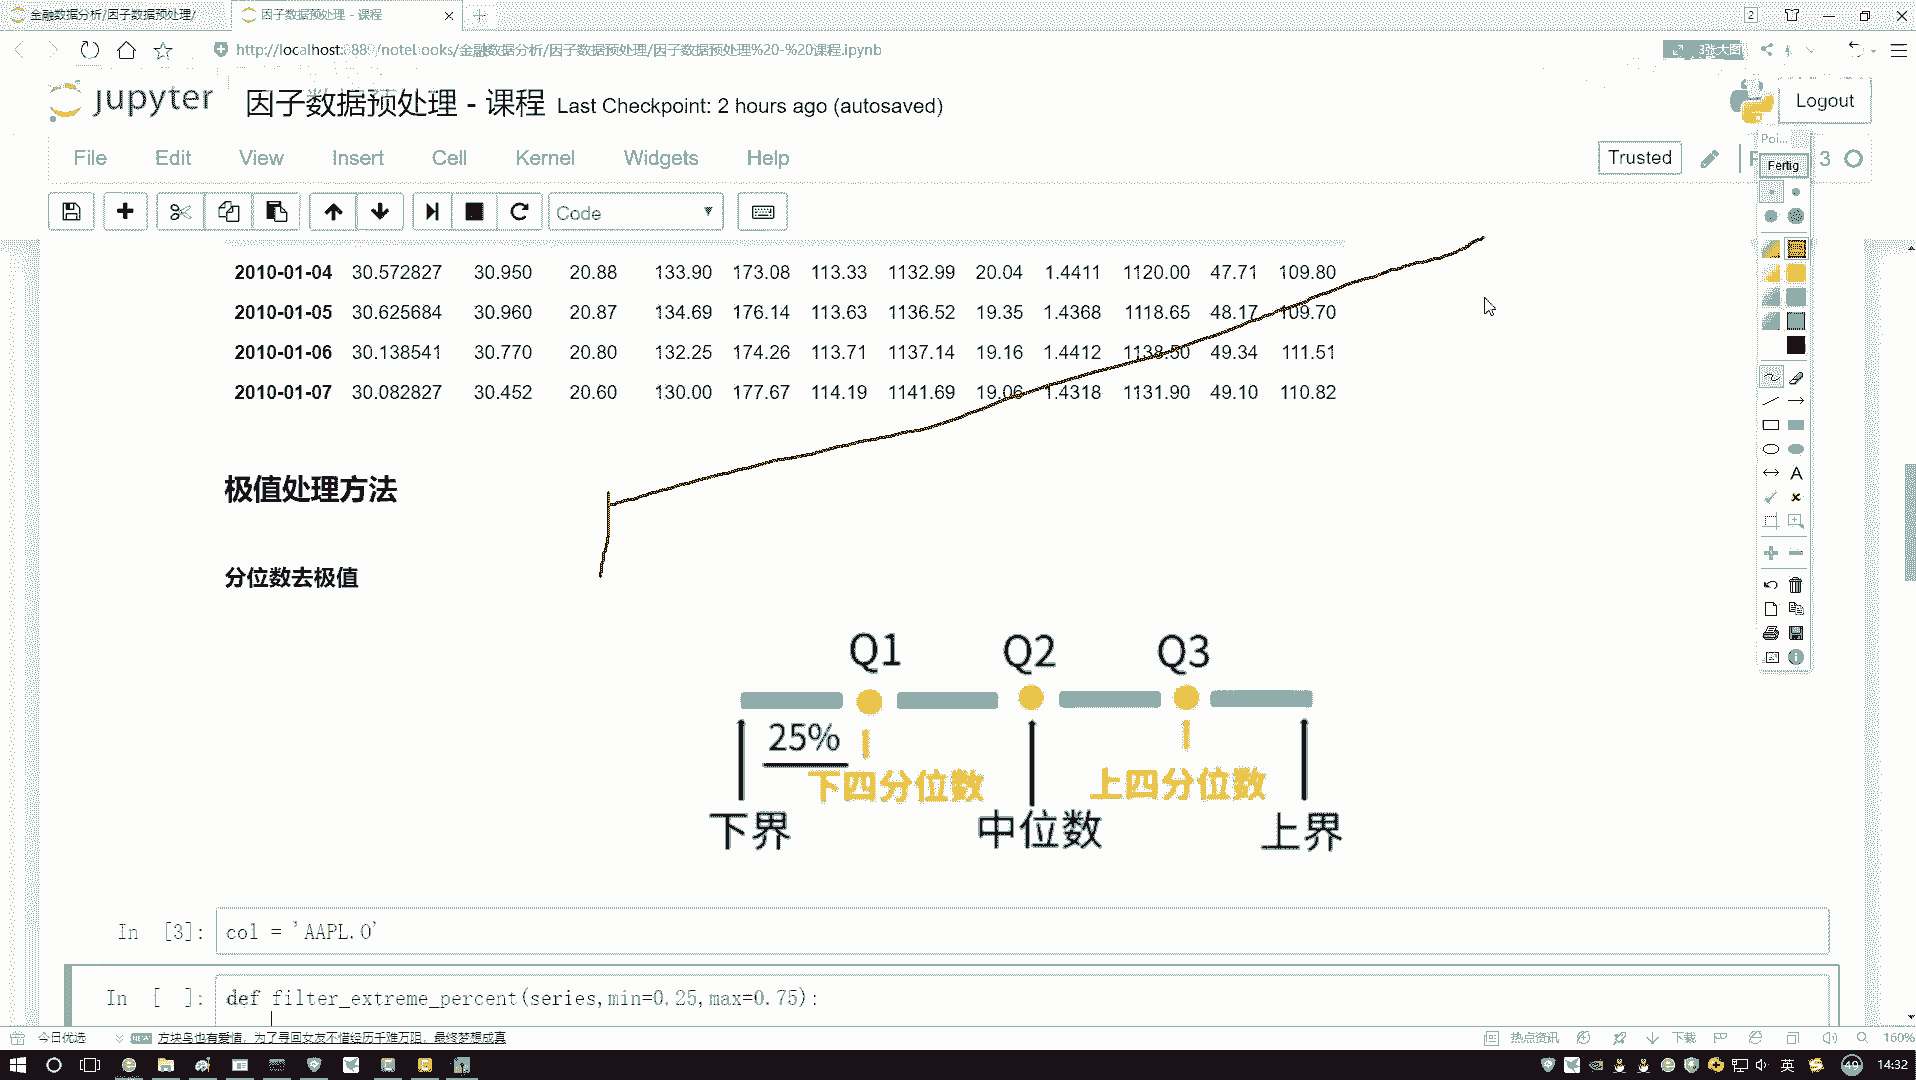 金融数据分析/因子数据预处理/
因子数据预处理 - 课程
2
http://localhost:888/notebooks/金融数据分析/因子数据预处理/因子数据预处理%20-%20课程.ipynb
3张大图
jupyter
因子数据预处理 - 课程 Last Checkpoint: 2 hours ago (autosaved)
Logout
File Edit View Insert Cell Kernel Widgets Help
Trusted
3
Poi...
Fertig
Code
2010-01-04 30.572827 30.950 20.88 133.90 173.08 113.33 1132.99 20.04 1.4411 1120.00 47.71 109.80
2010-01-05 30.625684 30.960 20.87 134.69 176.14 113.63 1136.52 19.35 1.4368 1118.65 48.17 109.70
2010-01-06 30.138541 30.770 20.80 132.25 174.26 113.71 1137.14 19.16 1.4412 1138.50 49.34 111.51
2010-01-07 30.082827 30.452 20.60 130.00 177.67 114.19 1141.69 19.06 1.4318 1131.90 49.10 110.82
极值处理方法
分位数去极值
Q1 Q2 Q3
25%
下四分位数 上四分位数
下界 中位数 上界
In [3]: col = 'AAPL.O'
In [ ]: def filter_extreme_percent(series,min=0.25,max=0.75):
今日优选 NEW 方块鸟也有爱情，为了寻回女友不惜经历千难万阻，最终梦想成真 热点资讯 下载 160%
英 49 14:32